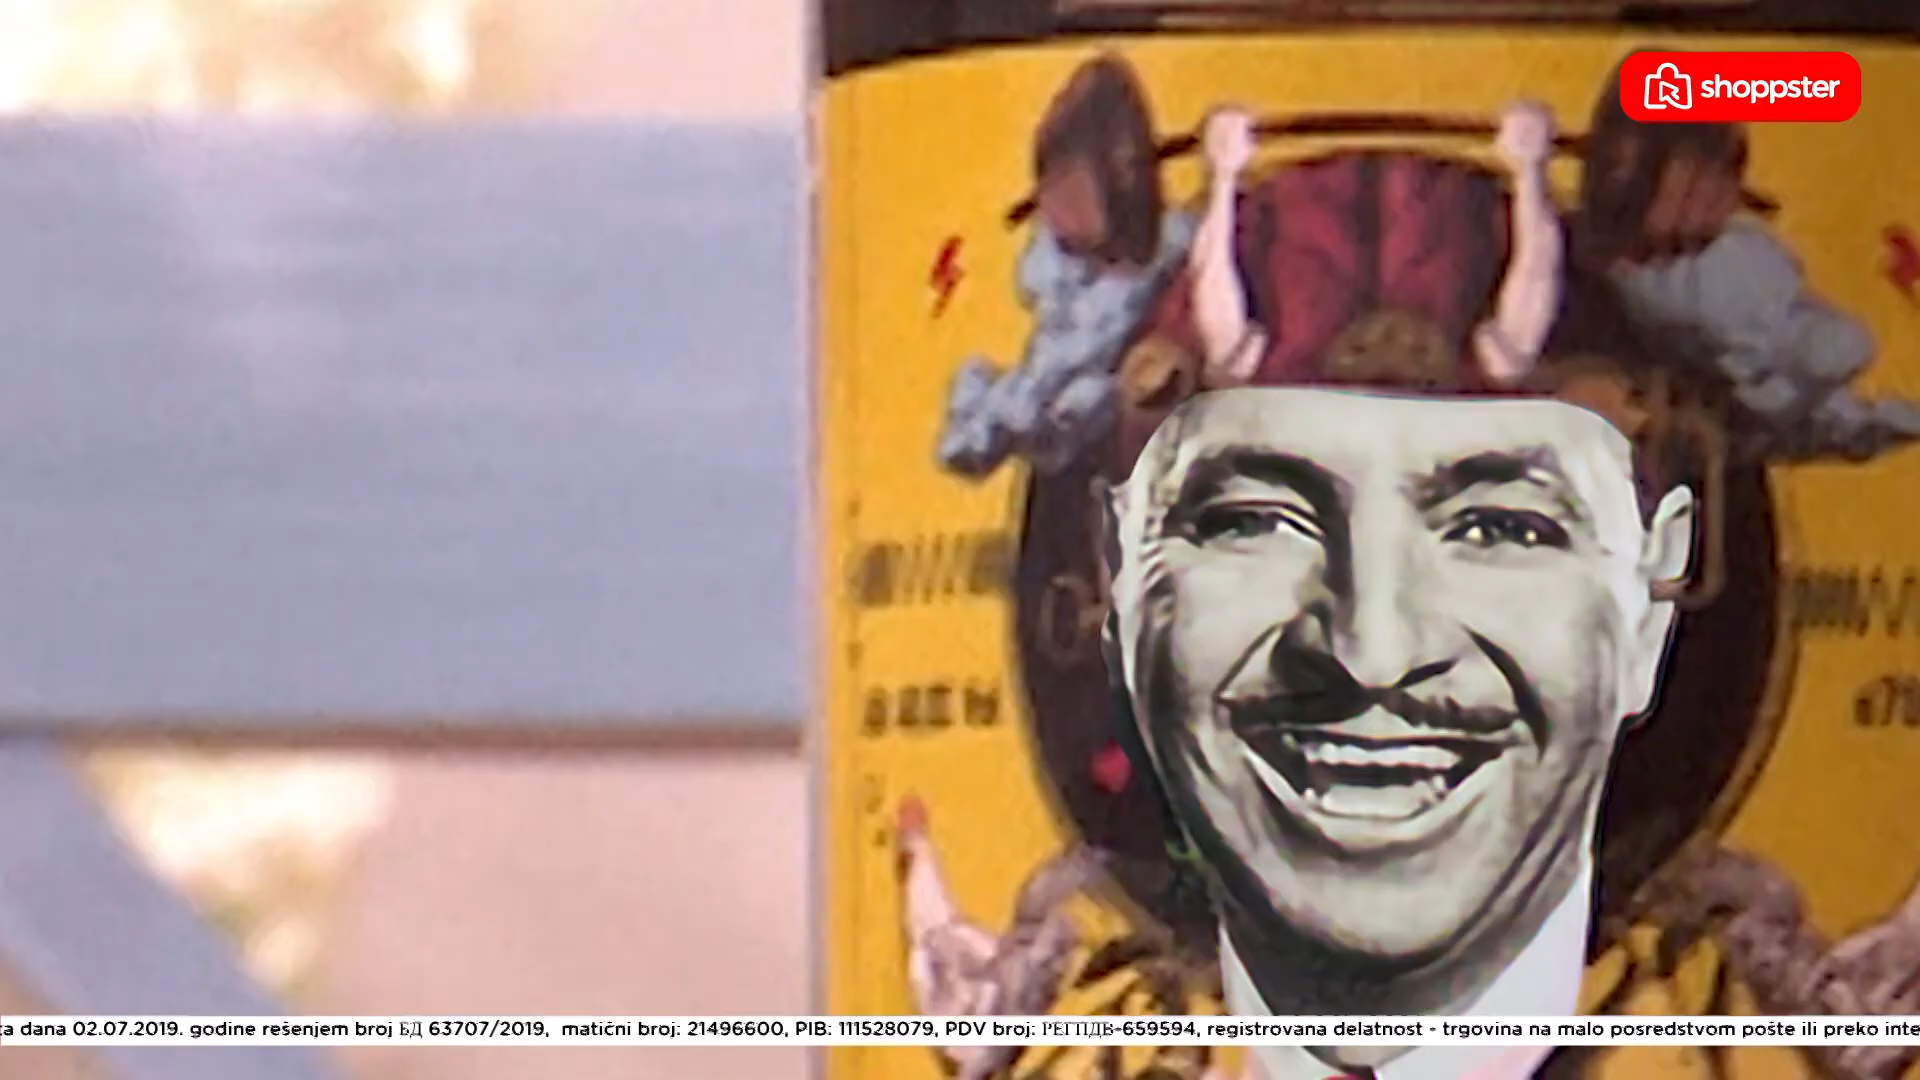 shoppster
ta dana 02.07.2019. godine rešenjem broj БД 63707/2019, matični broj: 21496600, PIB: 111528079, PDV broj: РЕГПДВ-659594, registrovana delatnost - trgovina na malo posredstvom pošte ili preko inte